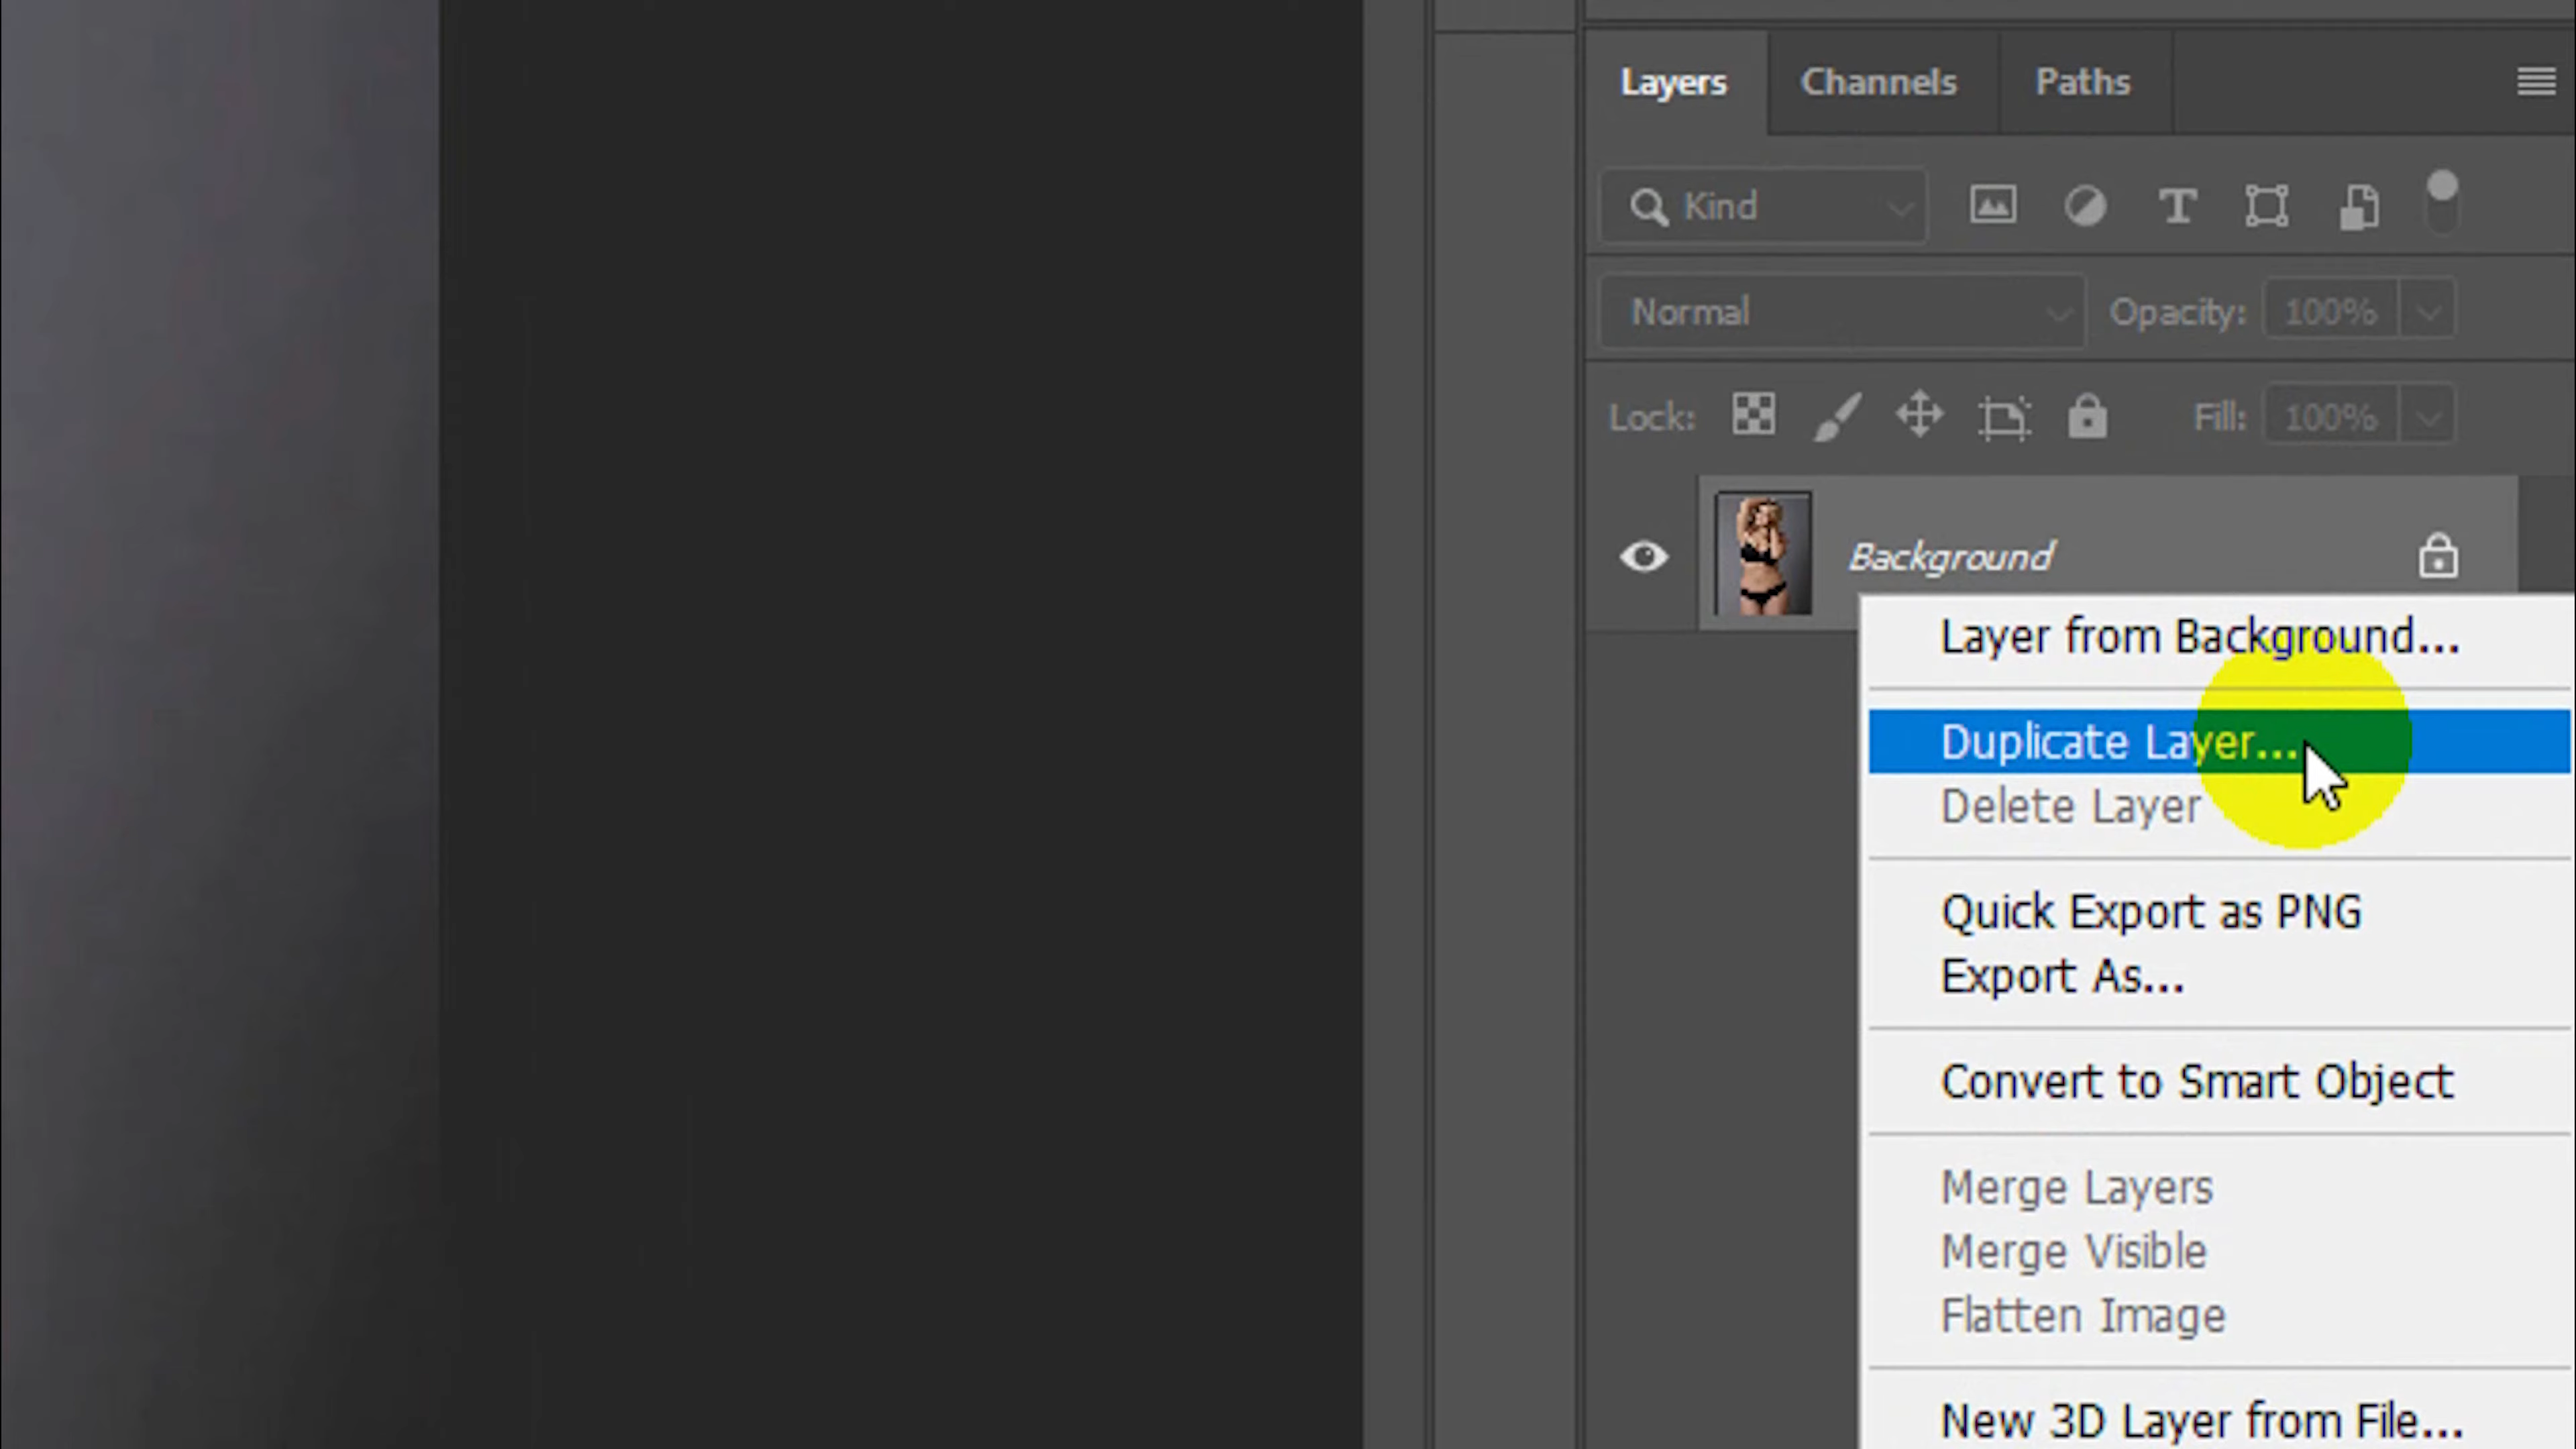 Layers Channels Paths
Kind
Normal Opacity: 100%
Lock: Fill: 100%
Background
Layer from Background...
Duplicate Layer...
Delete Layer
Quick Export as PNG
Export As...
Convert to Smart Object
Merge Layers
Merge Visible
Flatten Image
New 3D Layer from File...